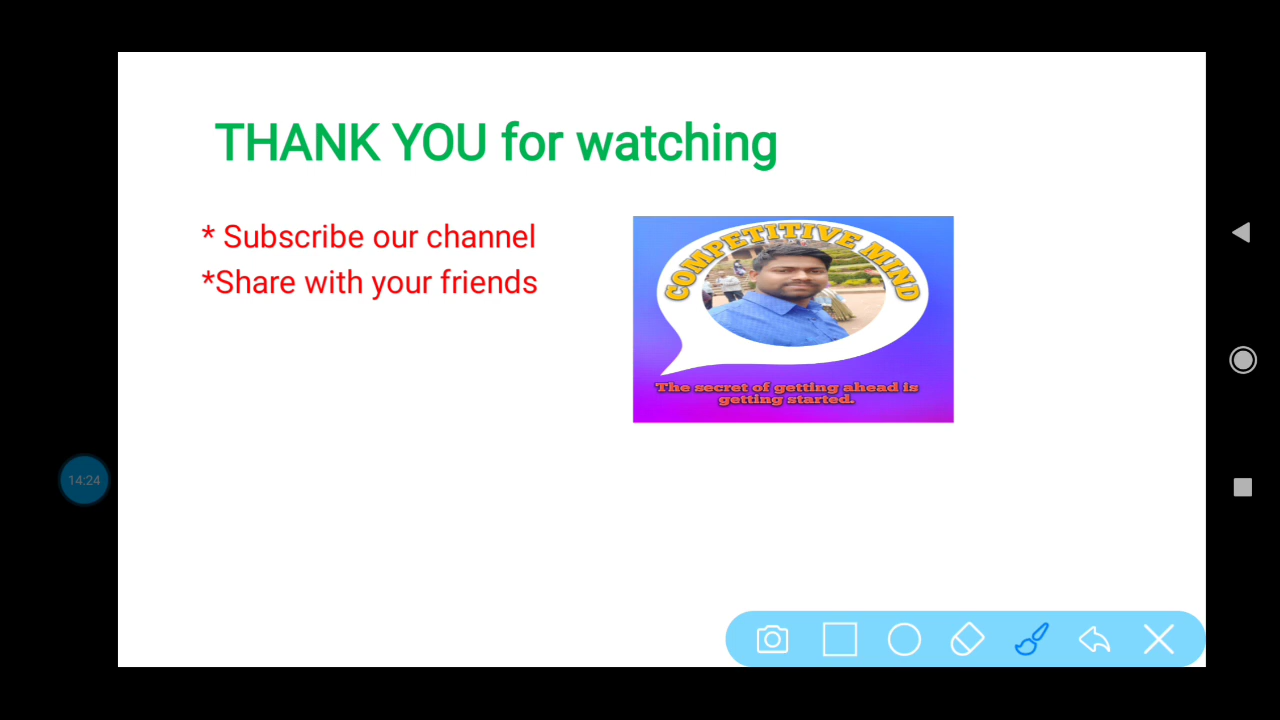 THANK YOU for watching
* Subscribe our channel
*Share with your friends
COMPETITIVE MIND
The secret of getting ahead is
getting started.
14:24